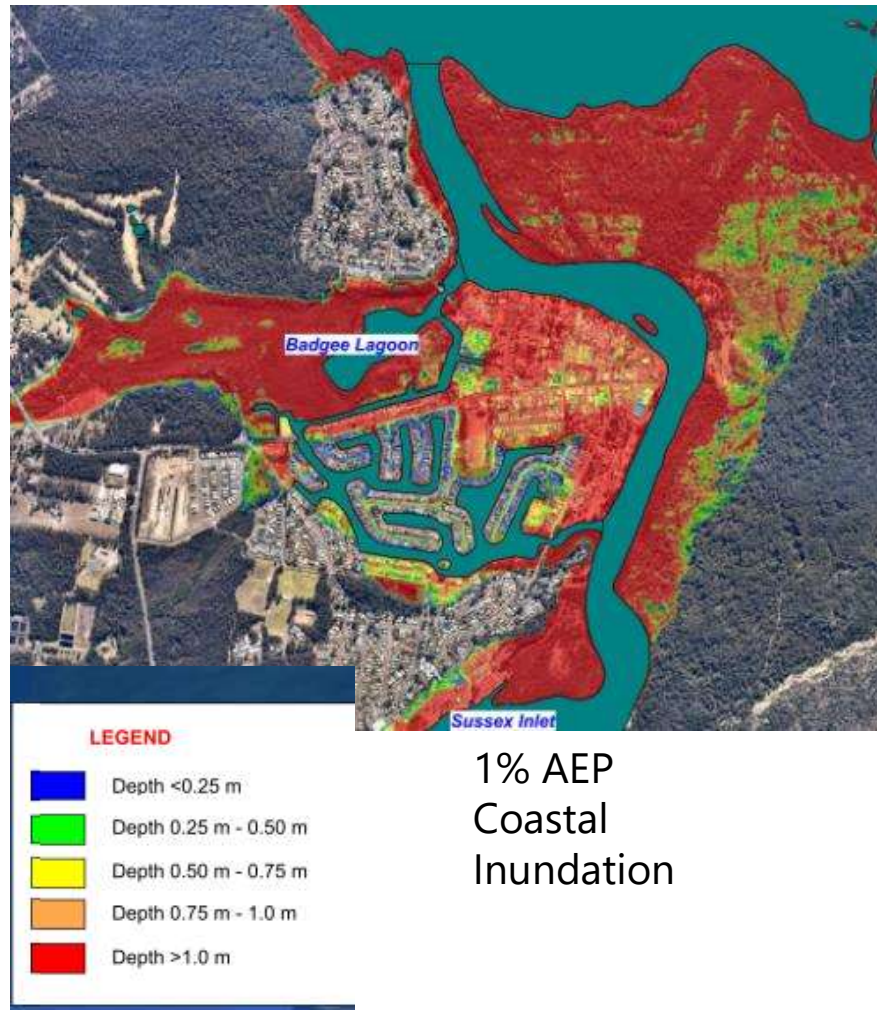 Badgee Lagoon
Sussex Inlet
LEGEND
Depth <0.25 m
Depth 0.25 m - 0.50 m
Depth 0.50 m - 0.75 m
Depth 0.75 m - 1.0 m
Depth >1.0 m
1% AEP
Coastal
Inundation